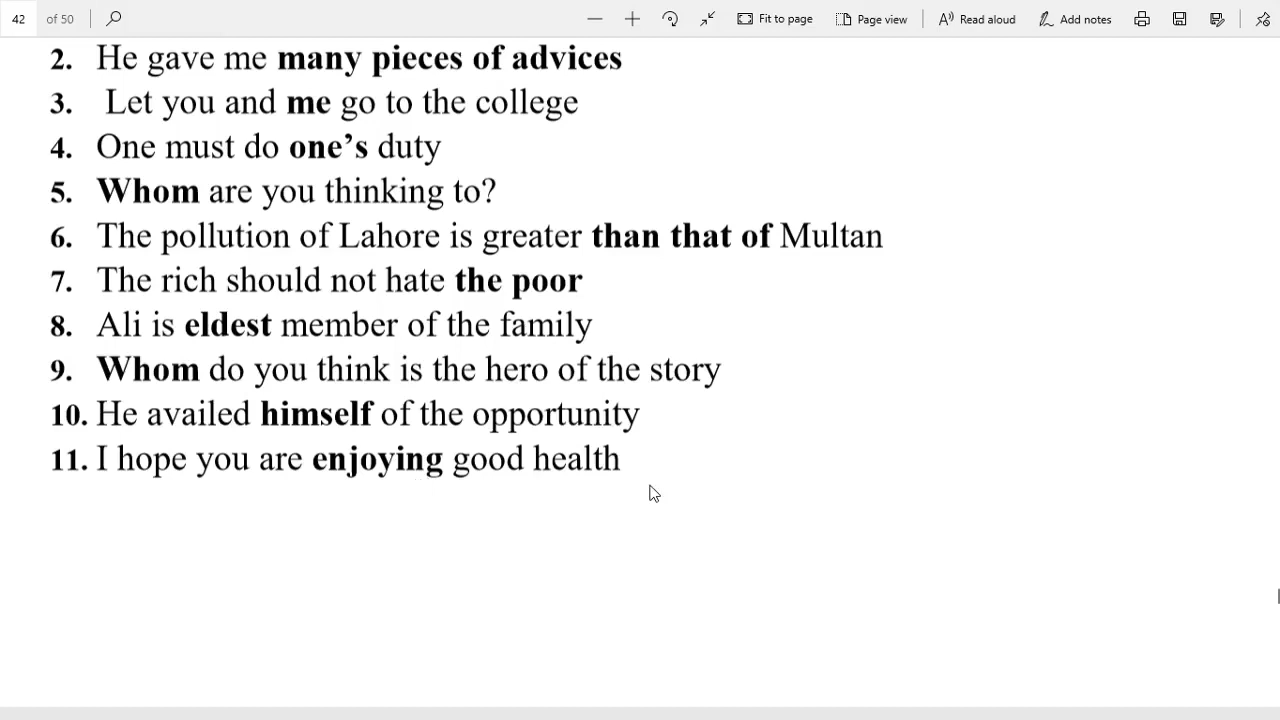 42 of 50 Fit to page Page view Read aloud Add notes
2. He gave me many pieces of advices
3. Let you and me go to the college
4. One must do one’s duty
5. Whom are you thinking to?
6. The pollution of Lahore is greater than that of Multan
7. The rich should not hate the poor
8. Ali is eldest member of the family
9. Whom do you think is the hero of the story
10. He availed himself of the opportunity
11. I hope you are enjoying good health